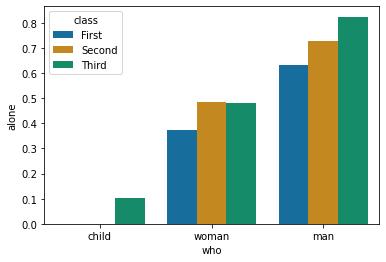 class
First
Second
Third
0.8
0.7
0.6
0.5
0.4
0.3
0.2
0.1
0.0
alone
child woman man
who